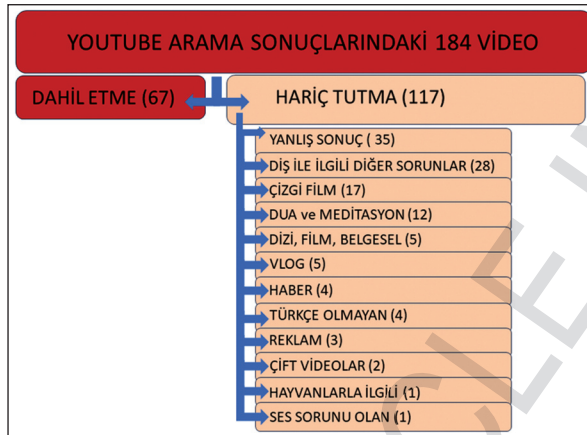 YOUTUBE ARAMA SONUÇLARINDAKİ 184 VİDEO
DAHİL ETME (67)
HARİÇ TUTMA (117)
YANLIŞ SONUÇ ( 35)
DİŞ İLE İLGİLİ DİĞER SORUNLAR (28)
ÇİZGİ FİLM (17)
DUA ve MEDİTASYON (12)
DİZİ, FİLM, BELGESEL (5)
VLOG (5)
HABER (4)
TÜRKÇE OLMAYAN (4)
REKLAM (3)
ÇİFT VİDEOLAR (2)
HAYVANLARLA İLGİLİ (1)
SES SORUNU OLAN (1)